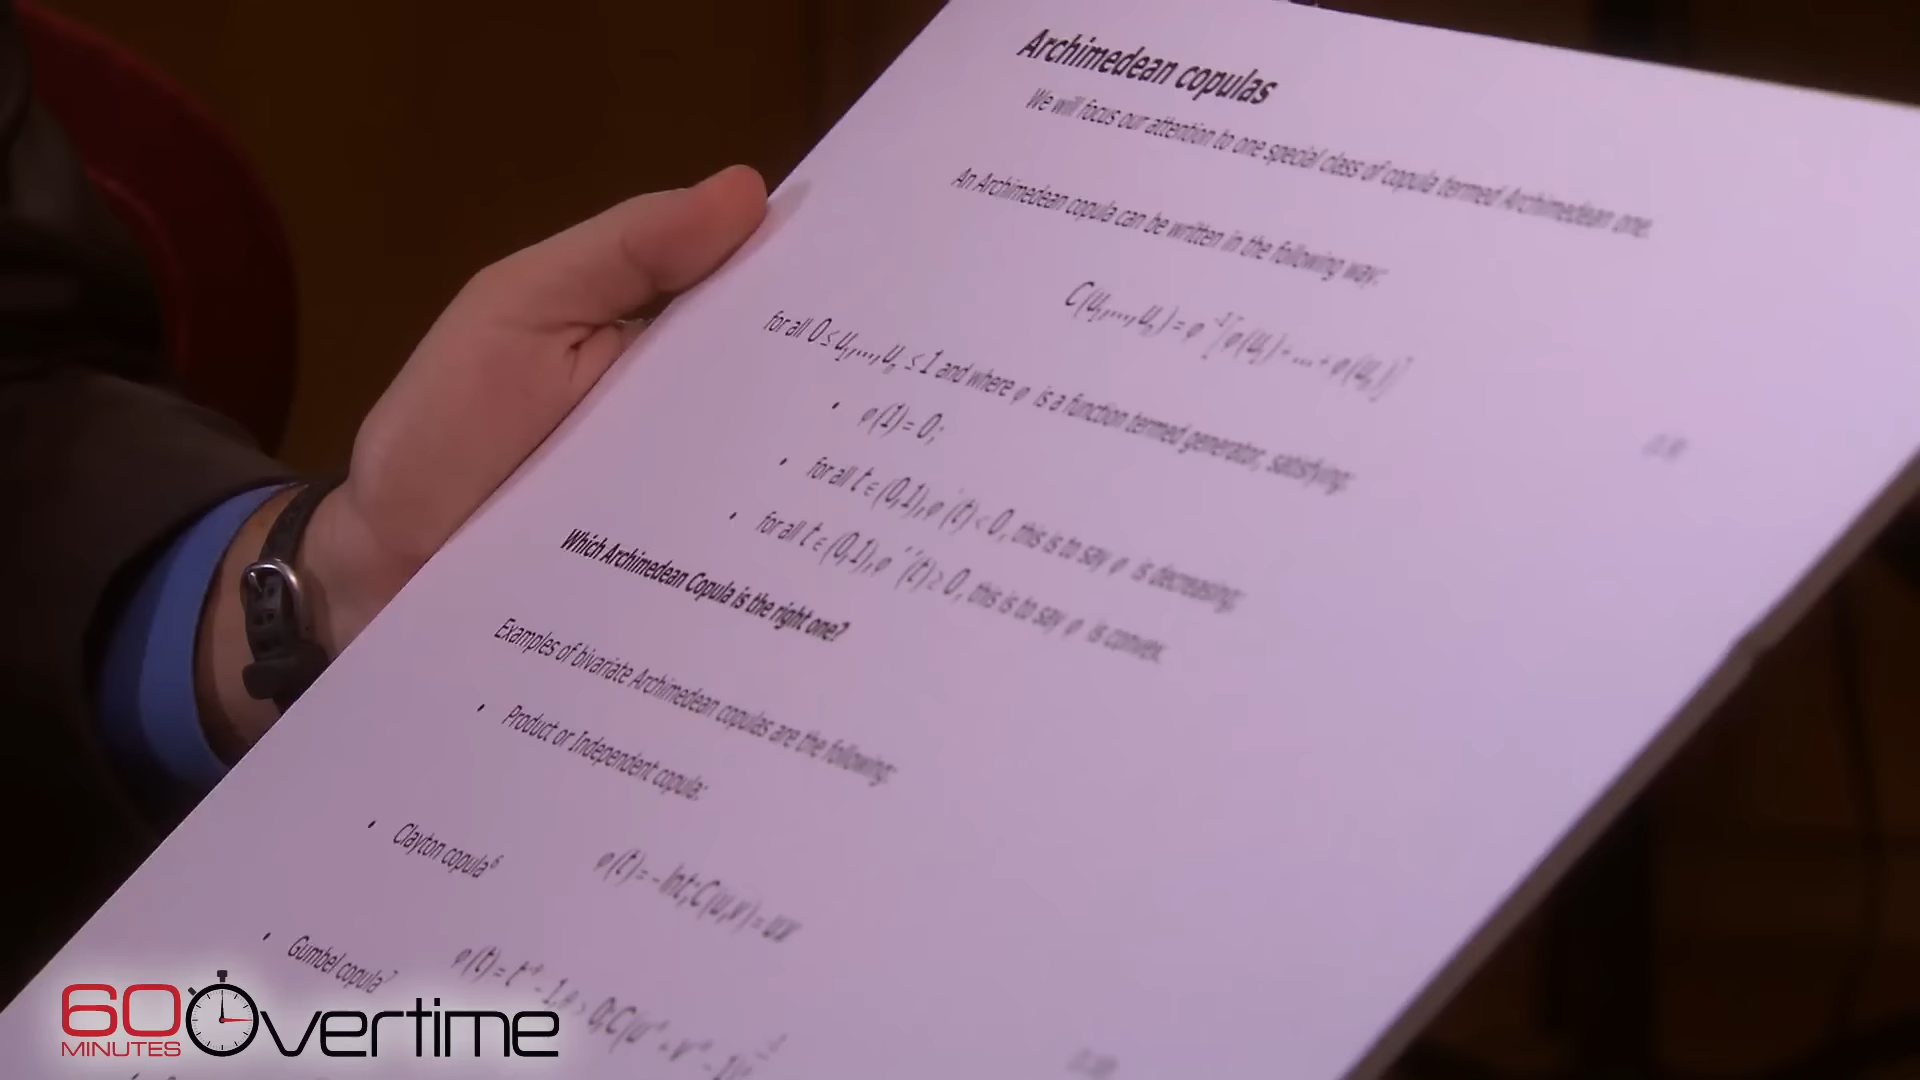 Archimedean copulas
We will focus our attention to one special class of copula termed Archimedean one.
An Archimedean copula can be written in the following way:
C(u₁,...,uₙ) = φ⁻¹[φ(u₁)+...+φ(uₙ)]
for all 0 ≤ u₁,...,uₙ ≤ 1 and where φ is a function termed generator, satisfying:
• φ(1) = 0;
• for all t ∈ (0,1), φ′(t) < 0, this is to say φ is decreasing;
• for all t ∈ (0,1), φ′′(t) ≥ 0, this is to say φ is convex.
Which Archimedean Copula is the right one?
Examples of bivariate Archimedean copulas are the following:
• Product or Independent copula:
φ(t) = -ln t; C(u,v) = uv
• Clayton copula⁶
• Gumbel copula⁷
60 MINUTES Overtime